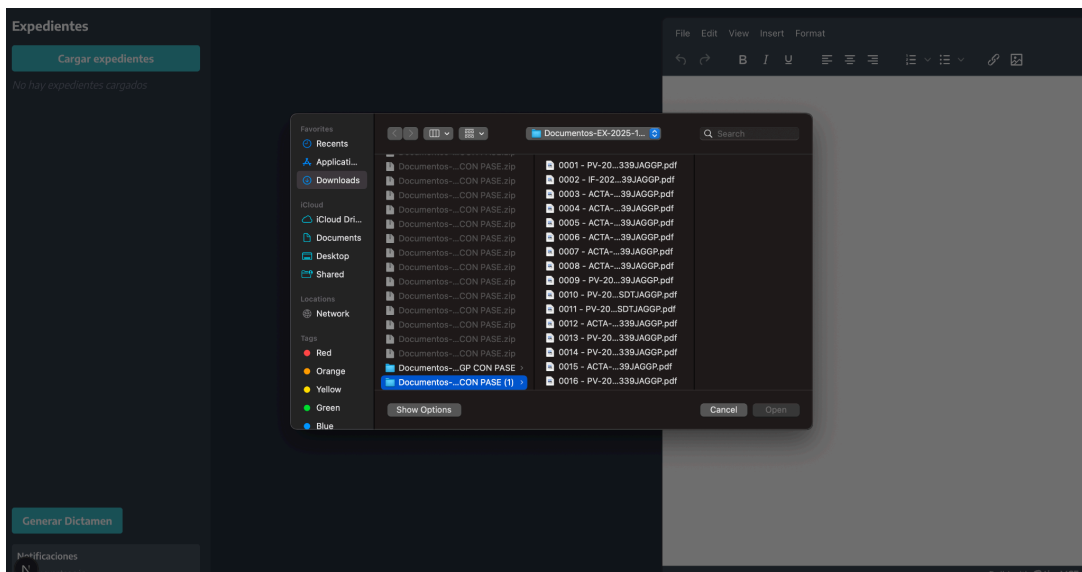 Expedientes
Cargar expedientes
No hay expedientes cargados
Generar Dictamen
Notificaciones
N
File Edit View Insert Format
B I U
Favorites
Recents
Applicati...
Downloads
iCloud
iCloud Dri...
Documents
Desktop
Shared
Locations
Network
Tags
Red
Orange
Yellow
Green
Blue
Documentos-EX-2025-1...
Search
Documentos-...CON PASE.zip
Documentos-...CON PASE.zip
Documentos-...CON PASE.zip
Documentos-...CON PASE.zip
Documentos-...CON PASE.zip
Documentos-...CON PASE.zip
Documentos-...CON PASE.zip
Documentos-...CON PASE.zip
Documentos-...CON PASE.zip
Documentos-...CON PASE.zip
Documentos-...CON PASE.zip
Documentos-...CON PASE.zip
Documentos-...CON PASE.zip
Documentos-...CON PASE.zip
Documentos-...GP CON PASE
Documentos-...CON PASE (1)
0001 - PV-20...339JAGGP.pdf
0002 - IF-202...39JAGGP.pdf
0003 - ACTA-...39JAGGP.pdf
0004 - ACTA-...39JAGGP.pdf
0005 - ACTA-...39JAGGP.pdf
0006 - ACTA-...39JAGGP.pdf
0007 - ACTA-...39JAGGP.pdf
0008 - ACTA-...39JAGGP.pdf
0009 - PV-20...39JAGGP.pdf
0010 - PV-20...SDTJAGGP.pdf
0011 - PV-20...SDTJAGGP.pdf
0012 - ACTA-...339JAGGP.pdf
0013 - PV-20...339JAGGP.pdf
0014 - PV-20...339JAGGP.pdf
0015 - ACTA-...39JAGGP.pdf
0016 - PV-20...339JAGGP.pdf
Show Options
Cancel
Open